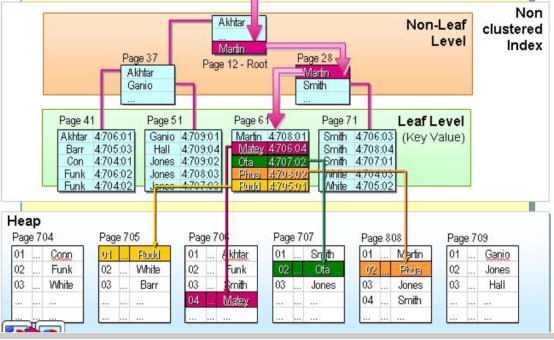 Non-Leaf Level
Non clustered Index
Akhtar
...
Martin
Page 12 - Root
Page 37
Akhtar
Ganio
...
Page 28
Martin
Smith
...
Leaf Level
(Key Value)
Page 41
Akhtar 4:706:01
Barr 4:705:03
Con 4:704:01
Funk 4:706:02
Funk 4:704:02
Page 51
Ganio 4:709:01
Hall 4:709:04
Jones 4:709:02
Jones 4:708:03
Jones 4:707:03
Page 61
Martin 4:708:01
Matey 4:706:04
Ota 4:707:02
Phua 4:708:02
Rudd 4:705:01
Page 71
Smith 4:706:03
Smith 4:708:04
Smith 4:707:01
White 4:704:03
White 4:705:02
Heap
Page 704
01 ... Conn
02 ... Funk
03 ... White
... ... ...
... ... ...
Page 705
01 ... Rudd
02 ... White
03 ... Barr
... ... ...
... ... ...
Page 706
01 ... Akhtar
02 ... Funk
03 ... Smith
04 ... Matey
... ... ...
Page 707
01 ... Smith
02 ... Ota
03 ... Jones
... ... ...
... ... ...
Page 808
01 ... Martin
02 ... Phua
03 ... Jones
04 ... Smith
... ... ...
Page 709
01 ... Ganio
02 ... Jones
03 ... Hall
... ... ...
... ... ...